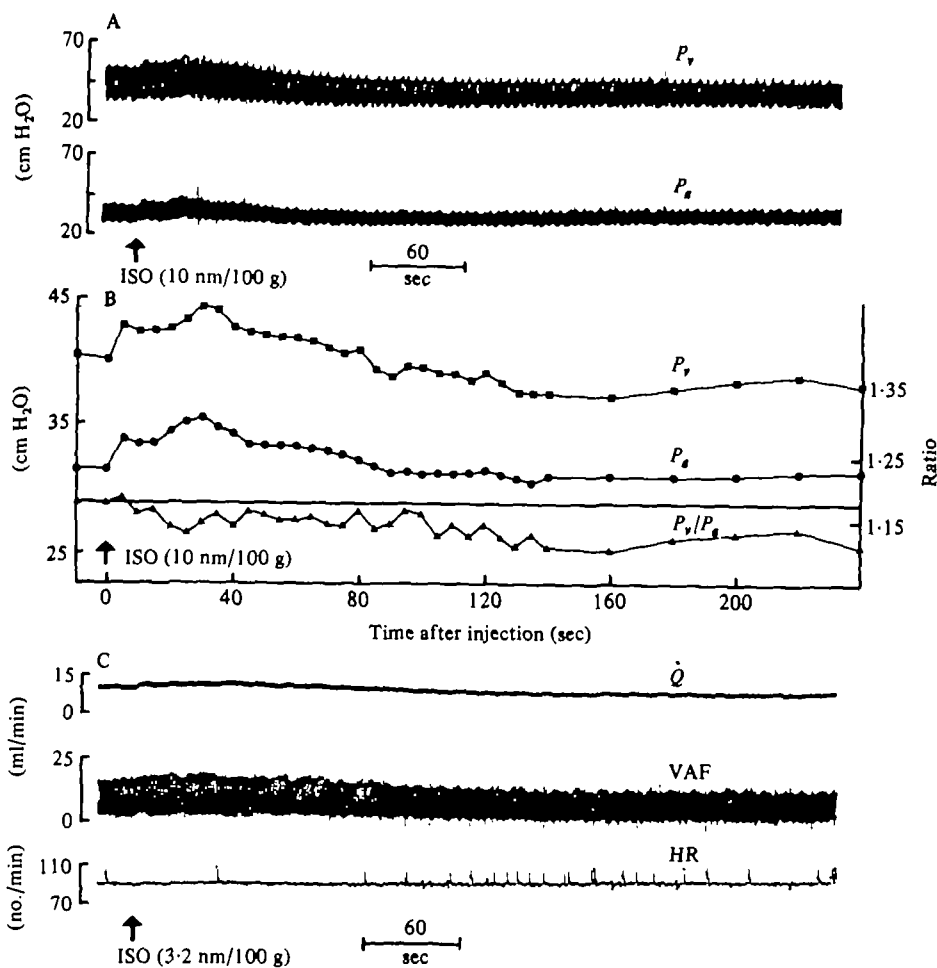 A
70
P_v
20
(cm H₂O)
70
P_a
20
60
sec
ISO (10 nm/100 g)
B
45
35
25
(cm H₂O)
P_v
P_a
P_v/P_a
1·35
1·25
1·15
Ratio
ISO (10 nm/100 g)
0 40 80 120 160 200
Time after injection (sec)
C
15
0
Q̇
(ml/min)
25
0
VAF
110
70
HR
(no./min)
60
sec
ISO (3·2 nm/100 g)